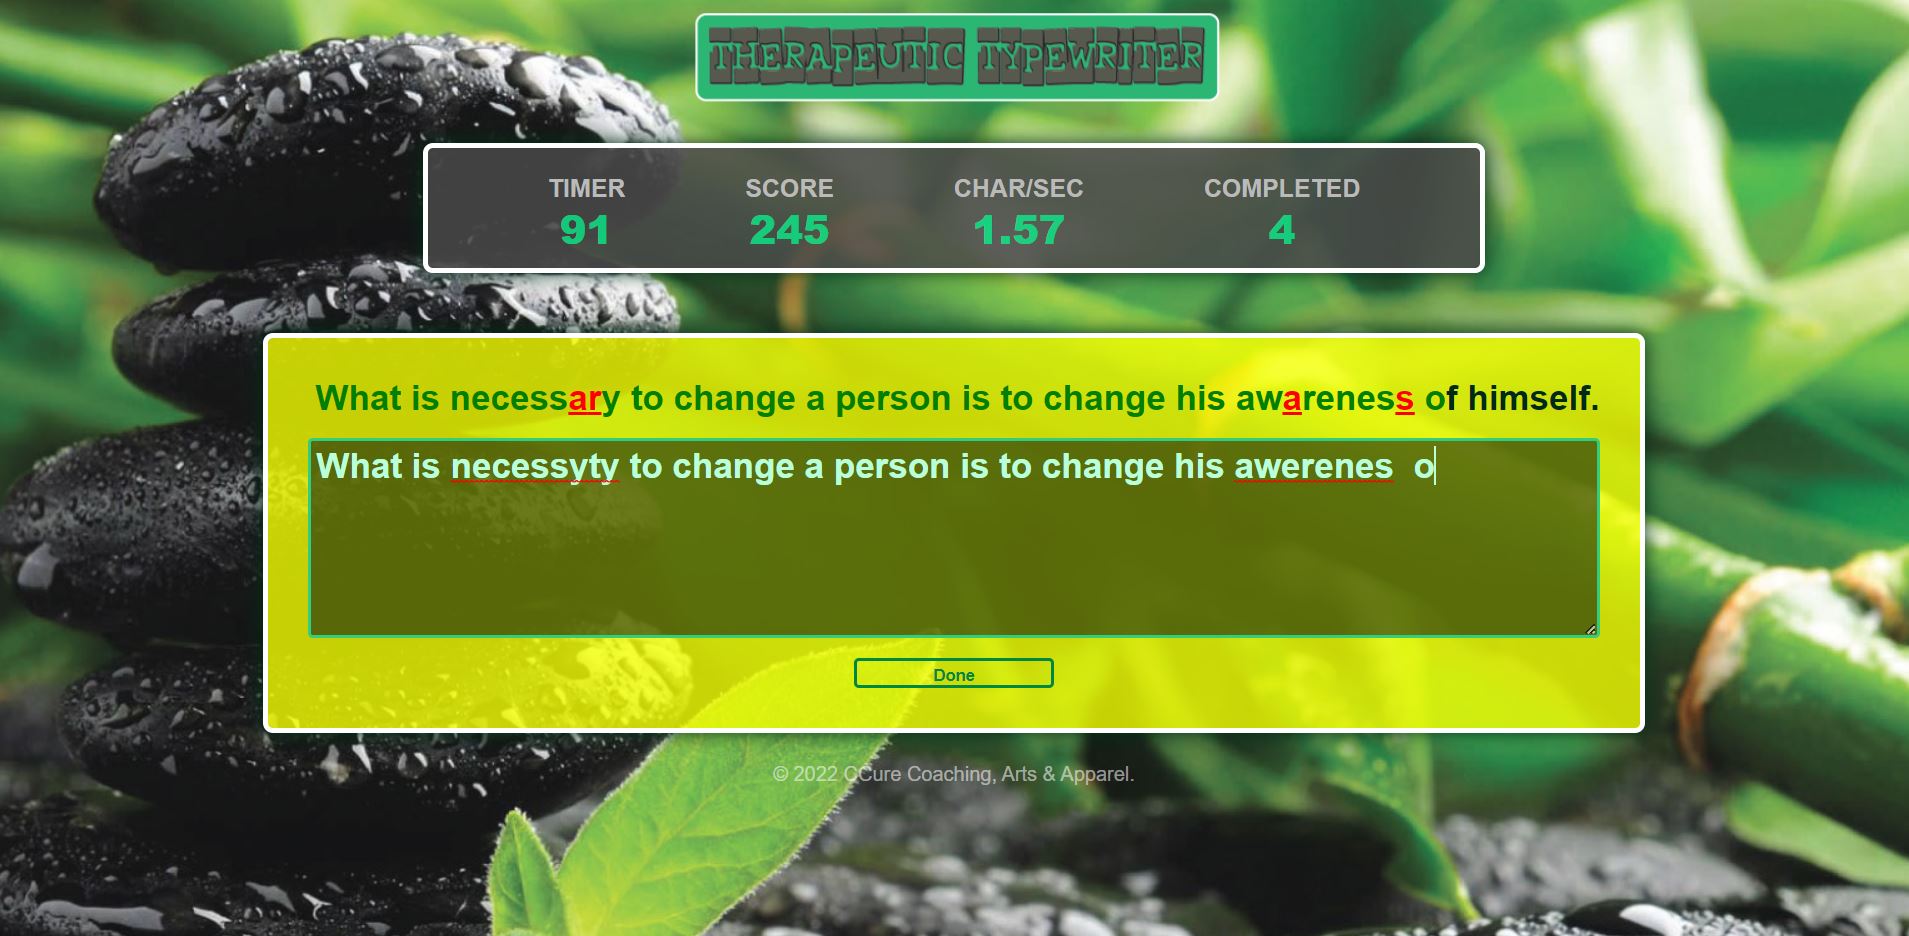 THERAPEUTIC TYPEWRITER
TIMER SCORE CHAR/SEC COMPLETED
91 245 1.57 4
What is necessary to change a person is to change his awareness of himself.
What is necessyty to change a person is to change his awerenes  o
Done
© 2022 CCure Coaching, Arts & Apparel.